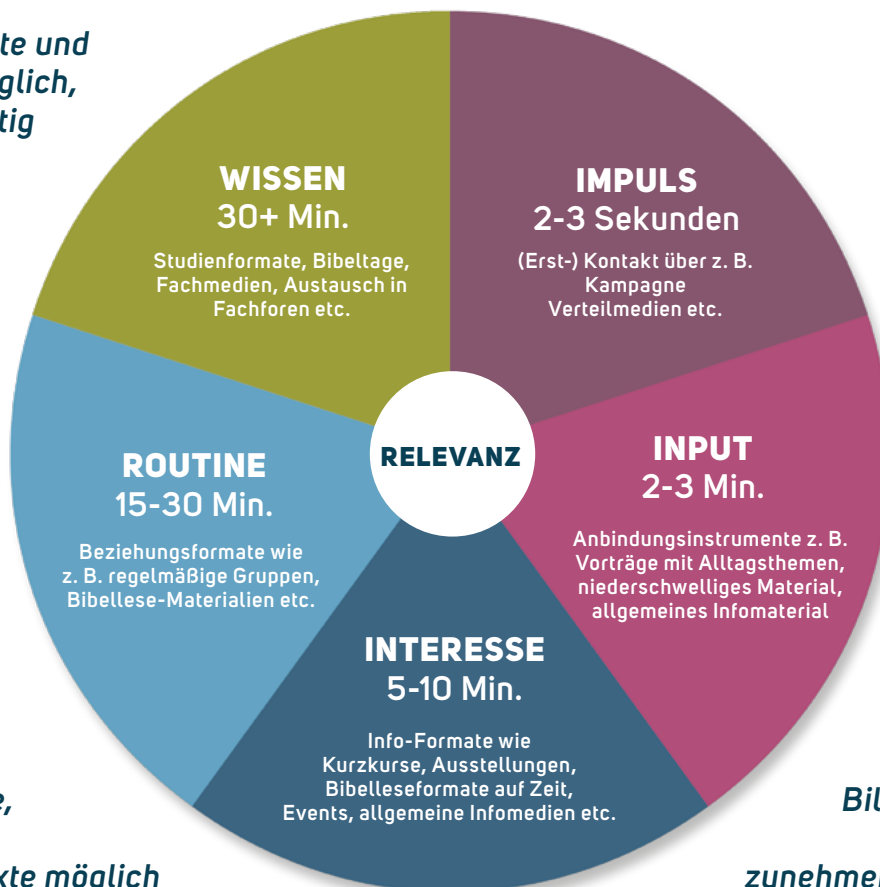 te und
glich,
tig
WISSEN
30+ Min.
Studienformate, Bibeltage,
Fachmedien, Austausch in
Fachforen etc.
IMPULS
2-3 Sekunden
(Erst-) Kontakt über z. B.
Kampagne
Verteilmedien etc.
RELEVANZ
ROUTINE
15-30 Min.
Beziehungsformate wie
z. B. regelmäßige Gruppen,
Bibellese-Materialien etc.
INPUT
2-3 Min.
Anbindungsinstrumente z. B.
Vorträge mit Alltagsthemen,
niederschwelliges Material,
allgemeines Infomaterial
INTERESSE
5-10 Min.
Info-Formate wie
Kurzkurse, Ausstellungen,
Bibelleseformate auf Zeit,
Events, allgemeine Infomedien etc.
e,
xte möglich
Bil
zunehmen